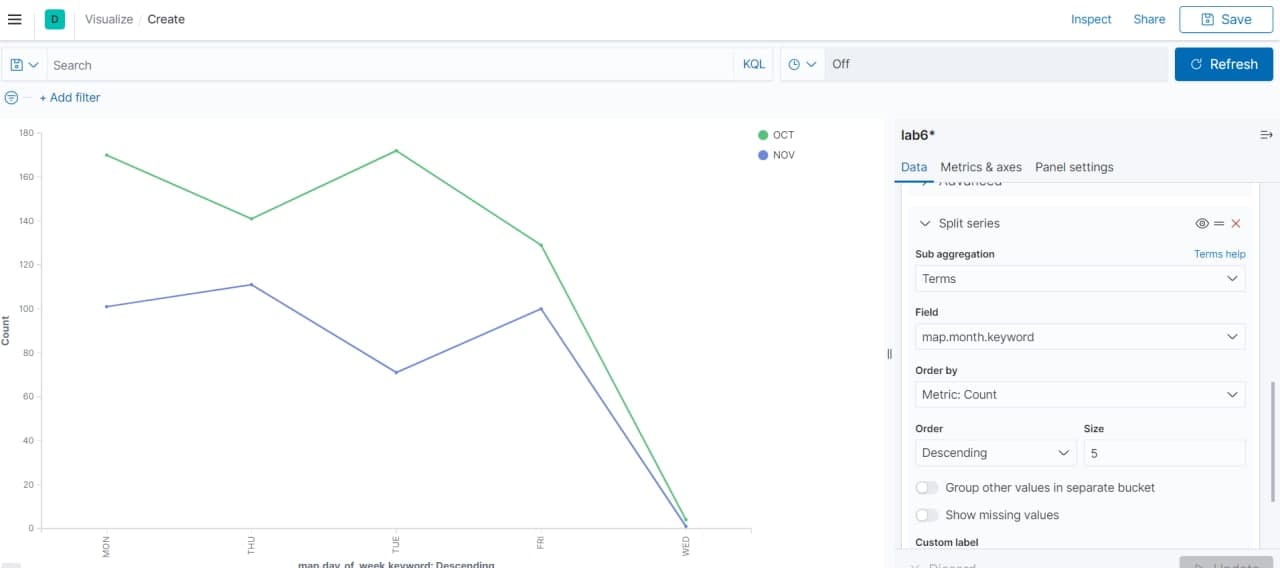 D Visualize / Create Inspect Share Save
Search KQL Off Refresh
+ Add filter
180
160
140
120
100
80
60
40
20
0
Count
MON THU TUE FRI WED
map.day_of_week.keyword: Descending
OCT
NOV
lab6*
Data Metrics & axes Panel settings
Advanced
Split series
Sub aggregation Terms help
Terms
Field
map.month.keyword
Order by
Metric: Count
Order Size
Descending 5
Group other values in separate bucket
Show missing values
Custom label
Discard Update